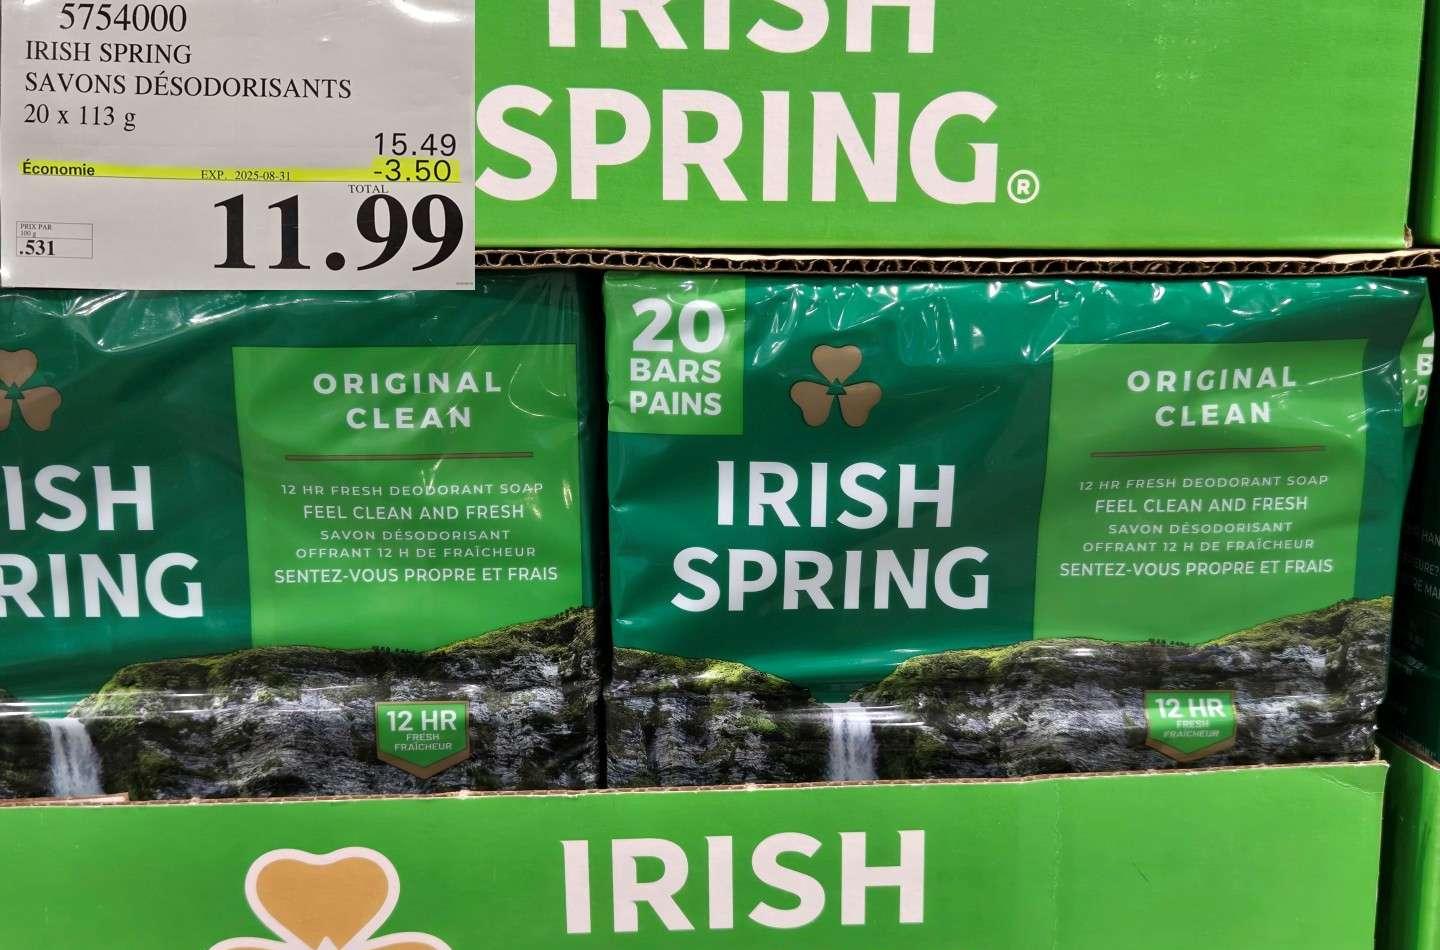 5754000
IRISH SPRING
SAVONS DÉSODORISANTS
20 x 113 g
15.49
Économie EXP. 2025-08-31 -3.50
TOTAL
11.99
PRIX PAR
100 g
.531
IRISH
SPRING®
ORIGINAL
CLEAN
12 HR FRESH DEODORANT SOAP
FEEL CLEAN AND FRESH
SAVON DÉSODORISANT
OFFRANT 12 H DE FRAÎCHEUR
SENTEZ-VOUS PROPRE ET FRAIS
ISH
RING
12 HR
FRESH
FRAÎCHEUR
20
BARS
PAINS
IRISH
SPRING
ORIGINAL
CLEAN
12 HR FRESH DEODORANT SOAP
FEEL CLEAN AND FRESH
SAVON DÉSODORISANT
OFFRANT 12 H DE FRAÎCHEUR
SENTEZ-VOUS PROPRE ET FRAIS
12 HR
FRESH
FRAÎCHEUR
IRISH